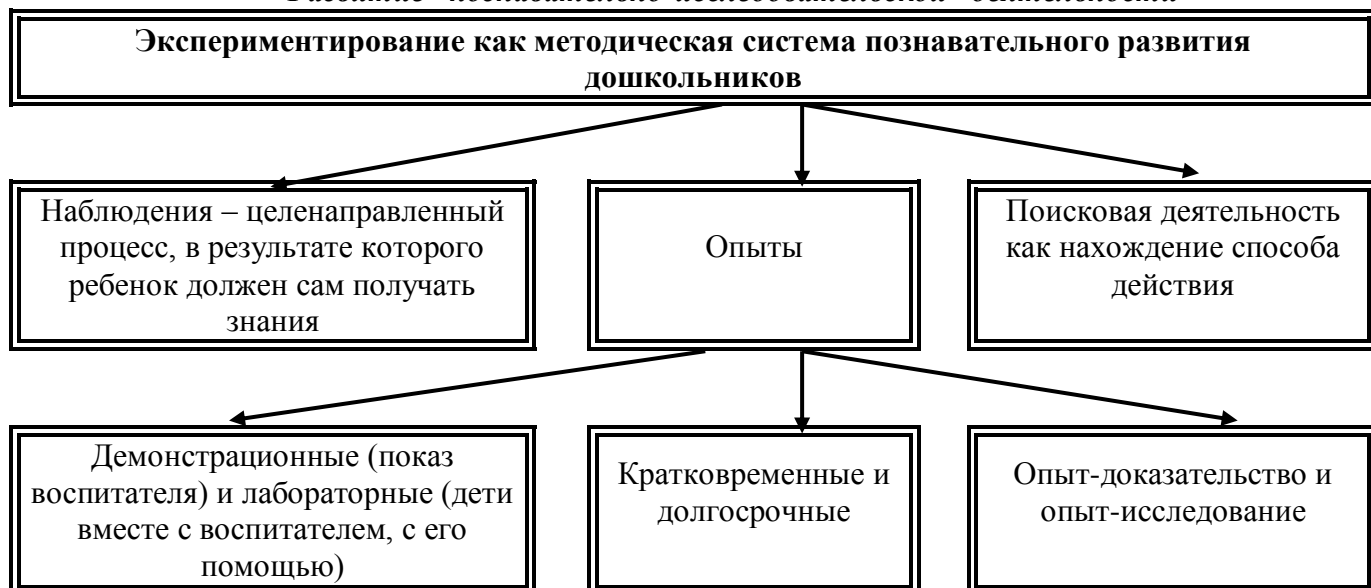 Экспериментирование как методическая система познавательного развития
дошкольников
Наблюдения – целенаправленный
процесс, в результате которого
ребенок должен сам получать
знания
Опыты
Поисковая деятельность
как нахождение способа
действия
Демонстрационные (показ
воспитателя) и лабораторные (дети
вместе с воспитателем, с его
помощью)
Кратковременные и
долгосрочные
Опыт-доказательство и
опыт-исследование